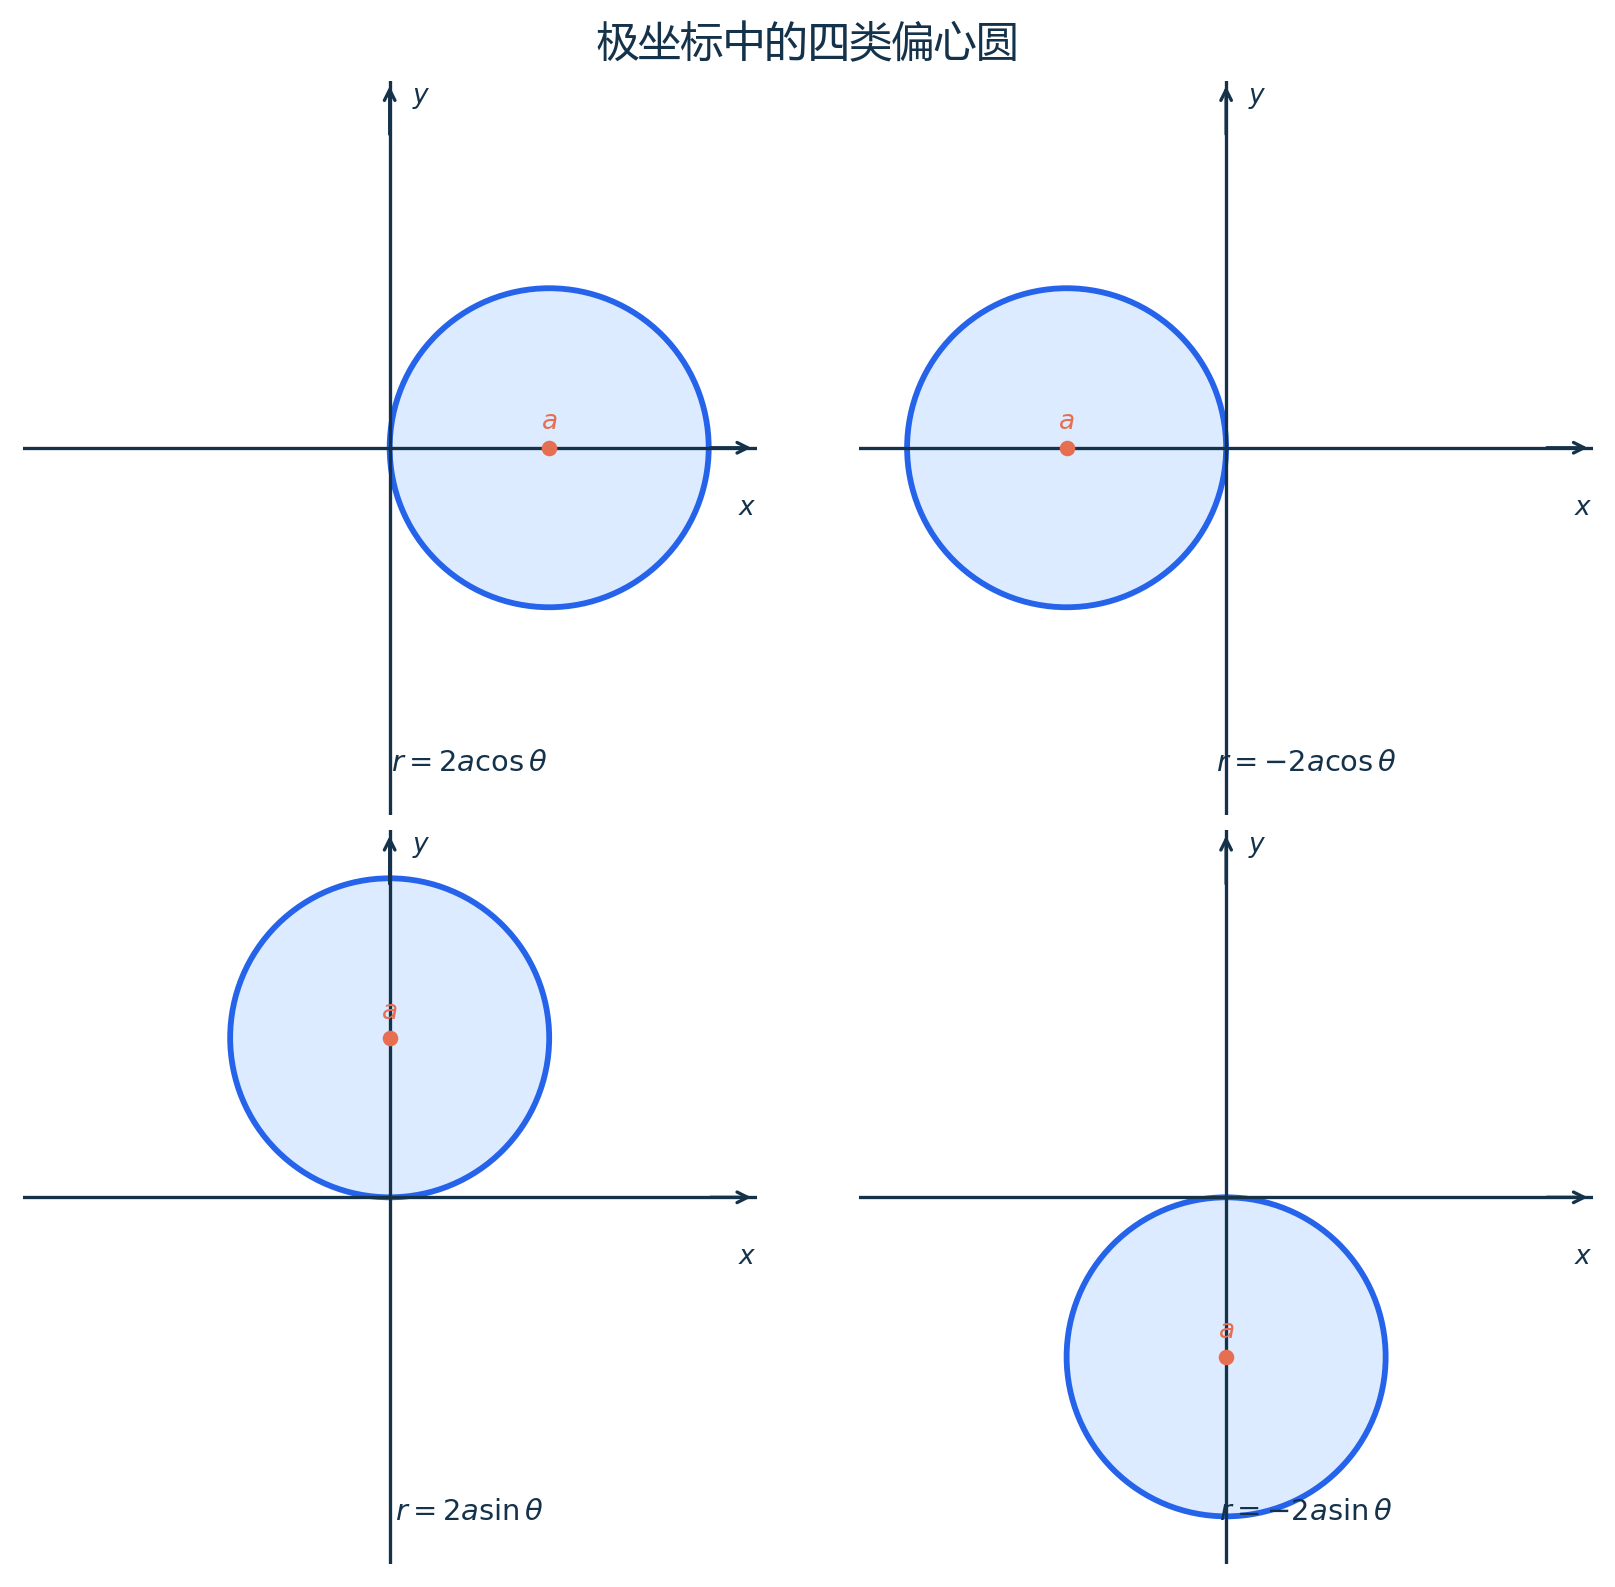 极坐标中的四类偏心圆
y
a
x
r = 2a cos θ
y
a
x
r = −2a cos θ
y
a
x
r = 2a sin θ
y
x
a
r = −2a sin θ